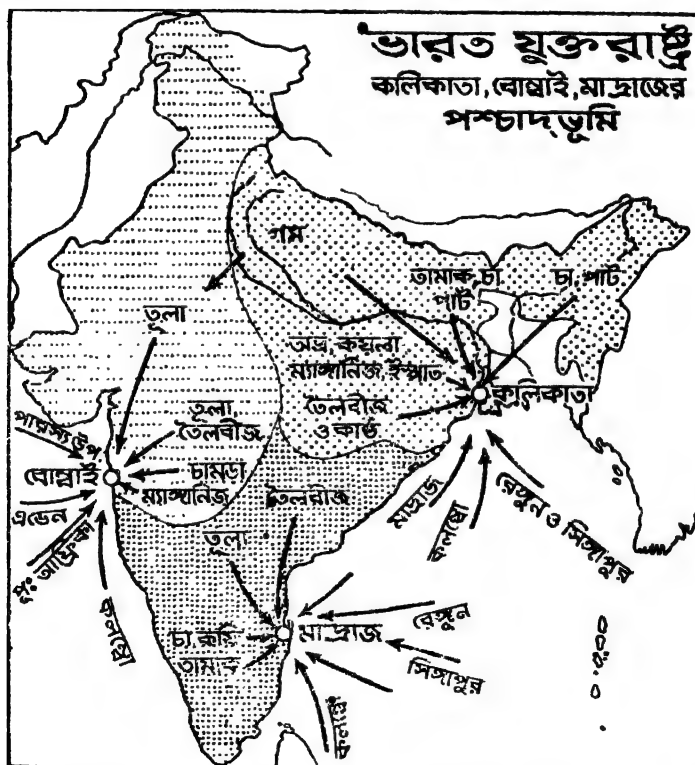 ভারত যুক্তরাষ্ট্র
কলিকাতা, বোম্বাই, মাদ্রাজের
পশ্চাদ্‌ভূমি
গম
তামাক, চা
পাট
চা, পাট
তূলা
অভ্র, কয়লা
ম্যাঙ্গানিজ, ইস্পাত
কলিকাতা
তৈলবীজ
ও কার্ছ
তূলা,
তৈলবীজ
পারস্য উপ.
বোম্বাই
চামড়া
ম্যাঙ্গানিজ
এডেন
পূঃ আফ্রিকা
কলম্বো
তৈলবীজ
তূলা
মাদ্রাজ
কলম্বো
রেঙ্গুন ও সিঙ্গাপুর
চা, কফি
তামাক
মাদ্রাজ
রেঙ্গুন
সিঙ্গাপুর
কলম্বো